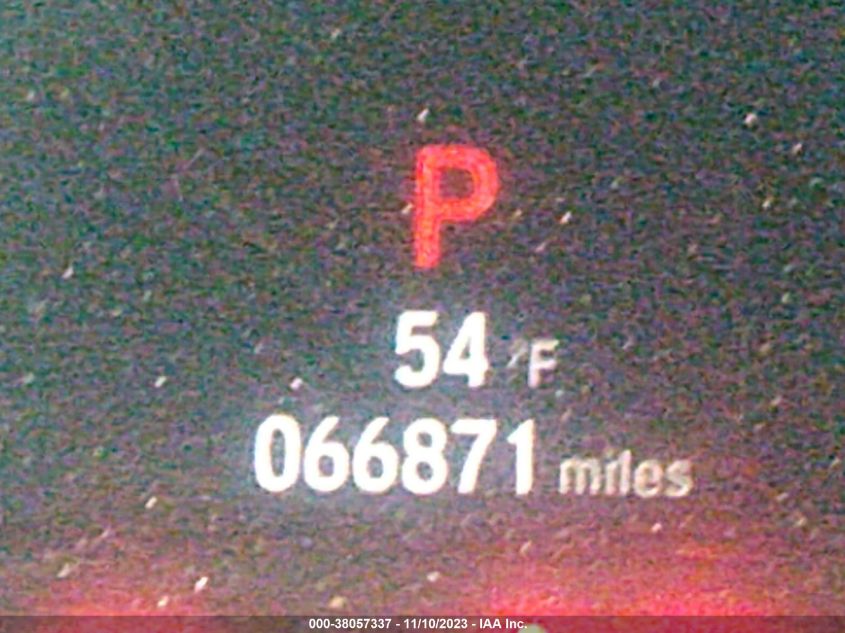 P
54 °F
066871 miles
000-38057337 - 11/10/2023 - IAA Inc.